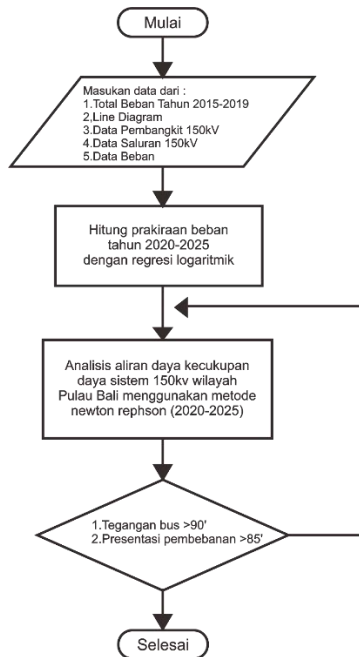 Mulai
Masukan data dari :
1.Total Beban Tahun 2015-2019
2,Line Diagram
3.Data Pembangkit 150kV
4.Data Saluran 150kV
5.Data Beban
Hitung prakiraan beban
tahun 2020-2025
dengan regresi logaritmik
Analisis aliran daya kecukupan
daya sistem 150kv wilayah
Pulau Bali menggunakan metode
newton rephson (2020-2025)
1.Tegangan bus >90'
2.Presentasi pembebanan >85'
Selesai